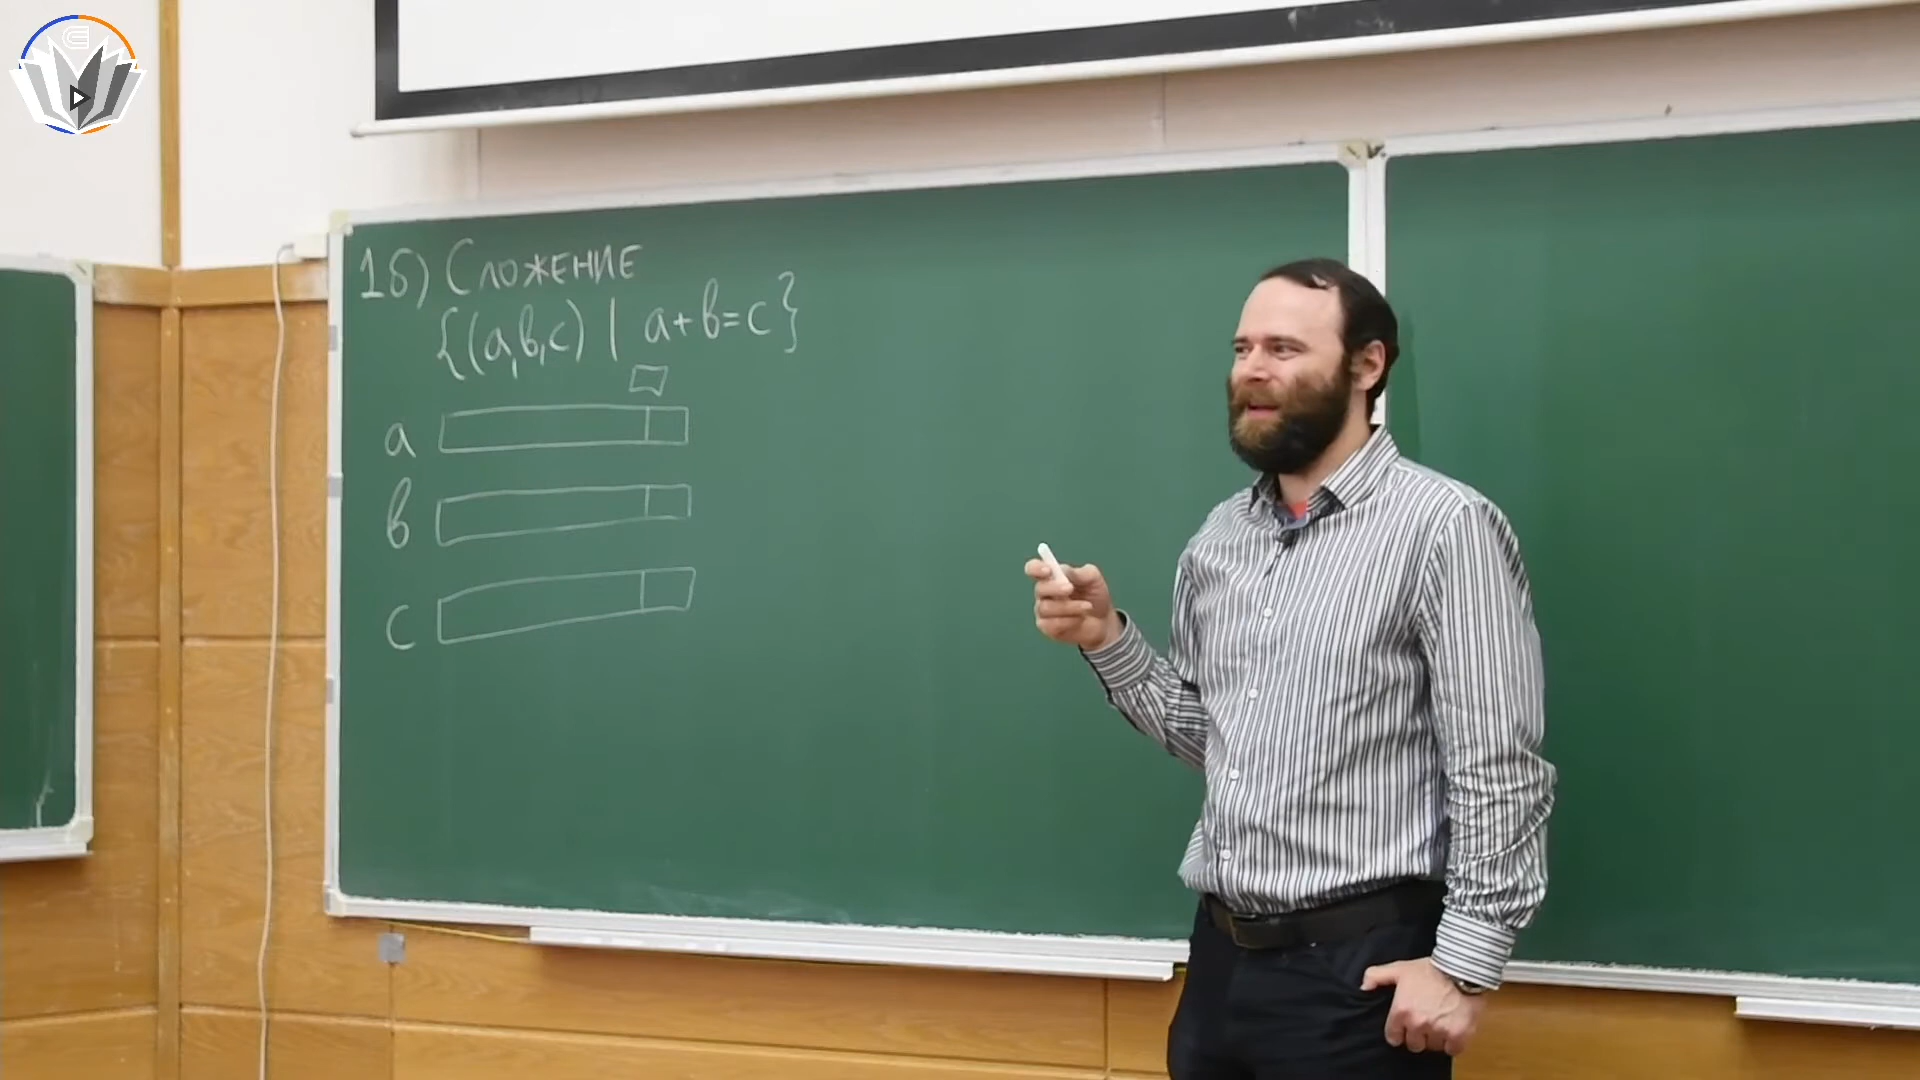 1б) Сложение
{(a,b,c) | a+b=c}
a
b
c